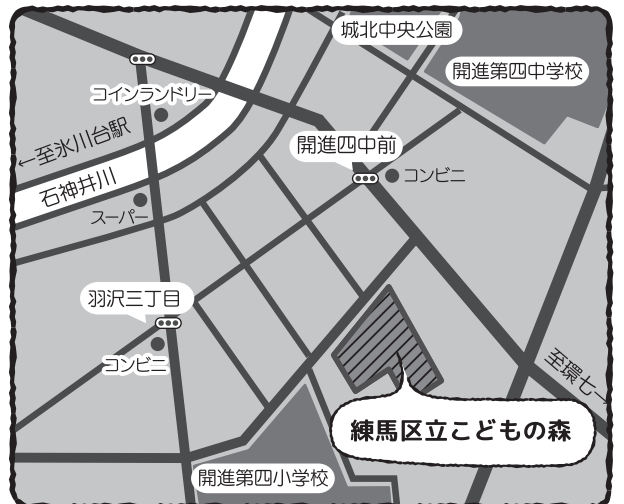 城北中央公園
開進第四中学校
コインランドリー
←至氷川台駅
開進四中前
コンビニ
石神井川
スーパー
羽沢三丁目
コンビニ
至環七→
練馬区立こどもの森
開進第四小学校